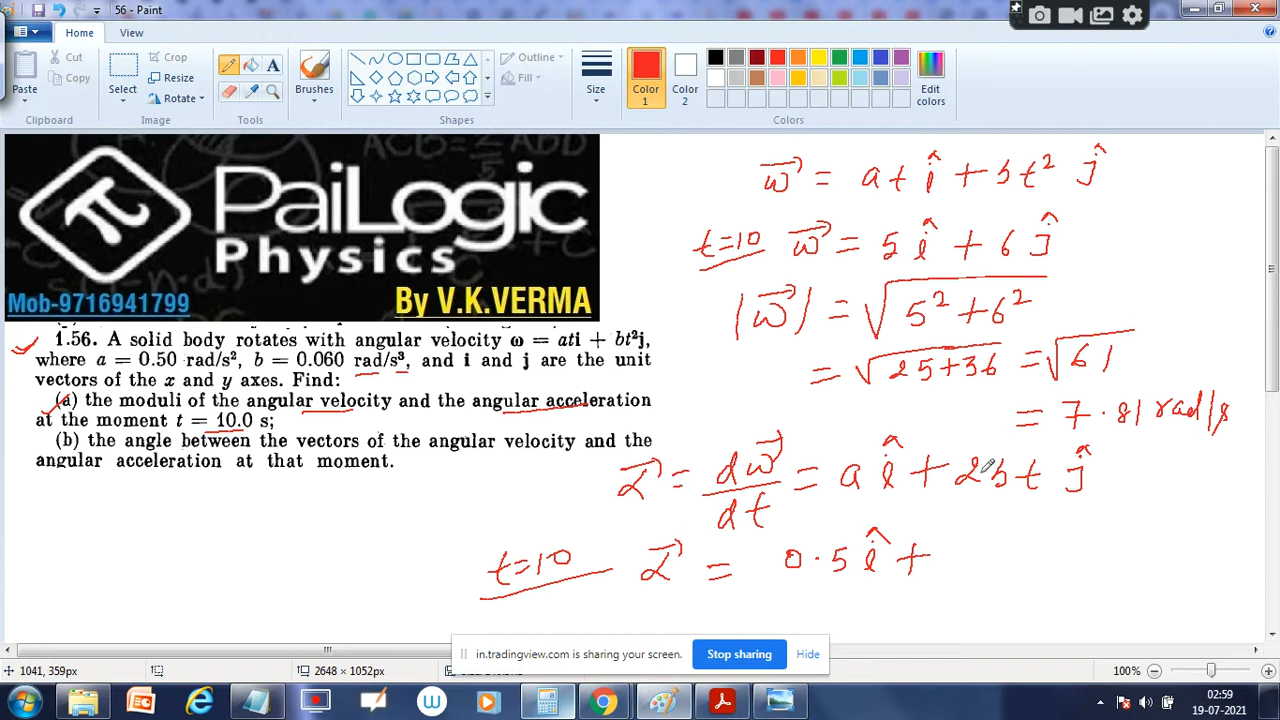 56 - Paint
Home
View
Paste
Cut
Copy
Clipboard
Select
Crop
Resize
Rotate
Image
Tools
Brushes
Shapes
Outline
Fill
Size
Color 1
Color 2
Colors
Edit colors
PaiLogic
Physics
Mob-9716941799
By V.K.VERMA
1.56. A solid body rotates with angular velocity ω = ati + bt²j,
where a = 0.50 rad/s², b = 0.060 rad/s³, and i and j are the unit
vectors of the x and y axes. Find:
(a) the moduli of the angular velocity and the angular acceleration
at the moment t = 10.0 s;
(b) the angle between the vectors of the angular velocity and the
angular acceleration at that moment.
ω⃗ = at î + bt² ĵ
t=10 ω⃗ = 5 î + 6 ĵ
|ω⃗| = √(5² + 6²)
= √(25+36) = √61
= 7.81 rad/s
α⃗ = dω⃗/dt = a î + 2bt ĵ
t=10 α⃗ = 0.5 î +
in.tradingview.com is sharing your screen.
Stop sharing
Hide
1041, 359px
2648 × 1052px
100%
02:59
19-07-2021